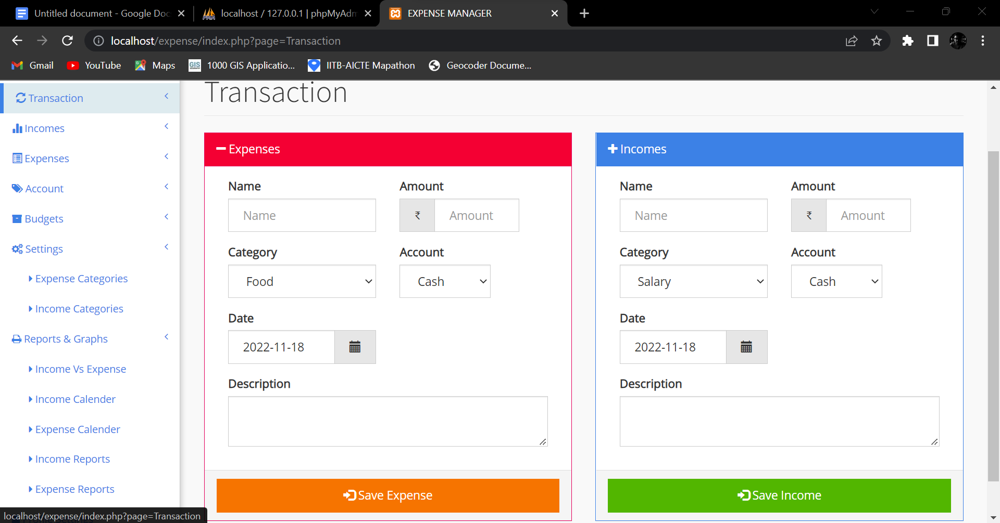 Untitled document - Google Doc
localhost / 127.0.0.1 | phpMyAdm
EXPENSE MANAGER
localhost/expense/index.php?page=Transaction
Gmail
YouTube
Maps
GIS
1000 GIS Applicatio...
IITB-AICTE Mapathon
Geocoder Docume...
Transaction
Incomes
Expenses
Account
Budgets
Settings
Expense Categories
Income Categories
Reports & Graphs
Income Vs Expense
Income Calender
Expense Calender
Income Reports
Expense Reports
localhost/expense/index.php?page=Transaction
Transaction
Expenses
Name
Amount
Name
₹
Amount
Category
Account
Food
Cash
Date
2022-11-18
Description
Save Expense
Incomes
Name
Amount
Name
₹
Amount
Category
Account
Salary
Cash
Date
2022-11-18
Description
Save Income